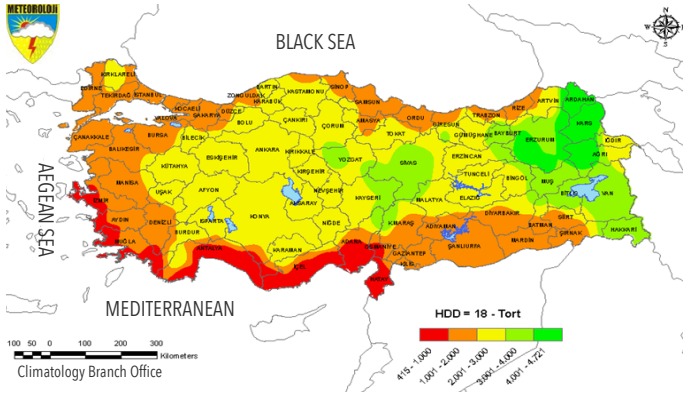 METEOROLOJI
BLACK SEA
N
W
E
S
KIRKLARELİ
EDİRNE
TEKİRDAĞ
İSTANBUL
KOCAELİ
YALOVA
SAKARYA
DÜZCE
ZONGULDAK
BARTIN
KARABÜK
KASTAMONU
SİNOP
SAMSUN
BOLU
ÇANKIRI
ÇORUM
AMASYA
ORDU
GİRESUN
TRABZON
RİZE
ARTVİN
ARDAHAN
KARS
IĞDIR
AĞRI
ERZURUM
BAYBURT
GÜMÜŞHANE
TOKAT
SİVAS
YOZGAT
KIRIKKALE
ANKARA
ESKİŞEHİR
BİLECİK
BURSA
ÇANAKKALE
BALIKESİR
KÜTAHYA
MANİSA
UŞAK
AFYON
İZMİR
AYDIN
DENİZLİ
MUĞLA
BURDUR
ISPARTA
ANTALYA
KONYA
AKSARAY
KIRŞEHİR
NEVŞEHİR
NİĞDE
KAYSERİ
KARAMAN
İÇEL
ADANA
OSMANİYE
HATAY
K.MARAŞ
GAZİANTEP
KİLİS
ŞANLIURFA
ADIYAMAN
MALATYA
ELAZIĞ
TUNCELİ
ERZİNCAN
BİNGÖL
MUŞ
BİTLİS
VAN
HAKKARİ
SİİRT
ŞIRNAK
BATMAN
MARDİN
DİYARBAKIR
AEGEAN SEA
MEDITERRANEAN
HDD = 18 - Tort
415 - 1.000
1.001 - 2.000
2.001 - 3.000
3.001 - 4.000
4.001 - 4.721
100 50 0 100 200 300
Kilometers
Climatology Branch Office